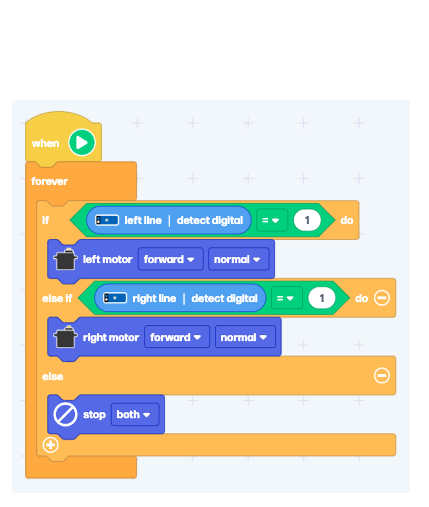 when
forever
if left line | detect digital = 1 do
left motor forward normal
else if right line | detect digital = 1 do
right motor forward normal
else
stop both